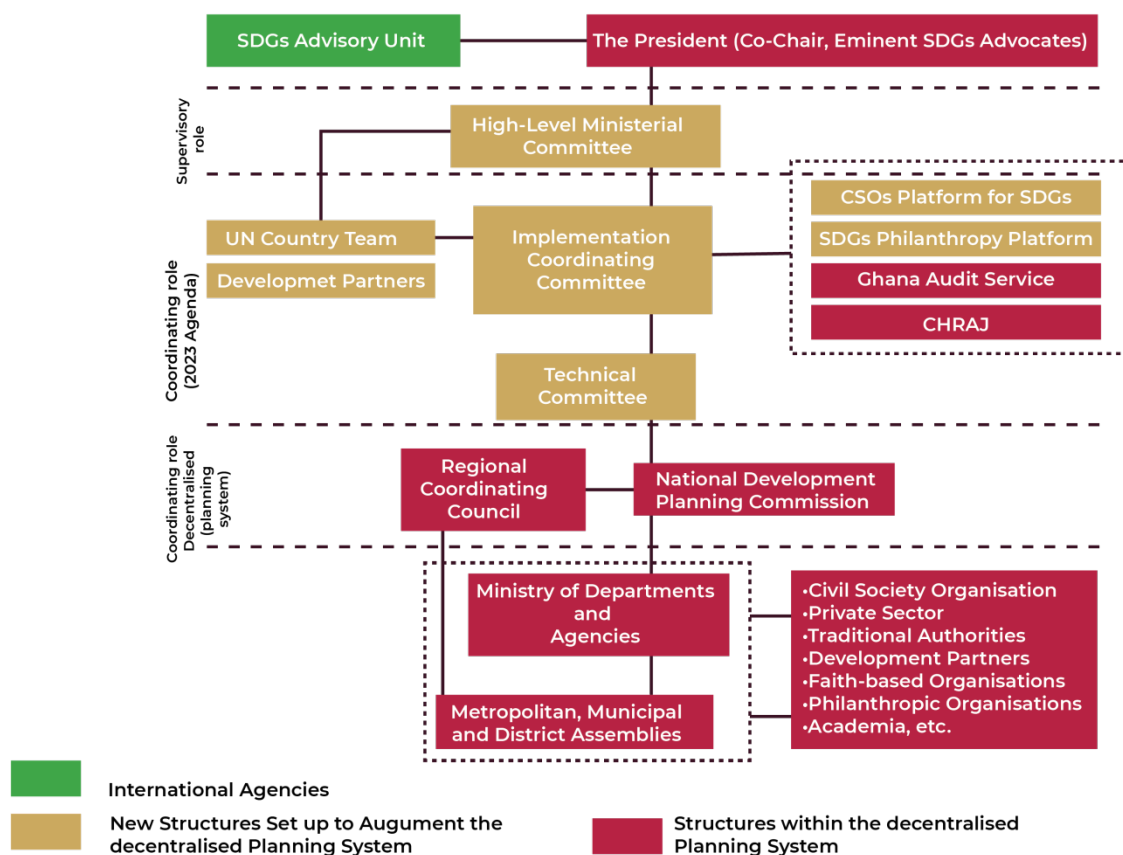 SDGs Advisory Unit
The President (Co-Chair, Eminent SDGs Advocates)
Supervisory
role
High-Level Ministerial
Committee
Coordinating role
(2023 Agenda)
UN Country Team
Developmet Partners
Implementation
Coordinating
Committee
CSOs Platform for SDGs
SDGs Philanthropy Platform
Ghana Audit Service
CHRAJ
Technical
Committee
Coordinating role
Decentralised
(planning
system)
Regional
Coordinating
Council
National Development
Planning Commission
Ministry of Departments
and
Agencies
Metropolitan, Municipal
and District Assemblies
•Civil Society Organisation
•Private Sector
•Traditional Authorities
•Development Partners
•Faith-based Organisations
•Philanthropic Organisations
•Academia, etc.
International Agencies
New Structures Set up to Augument the
decentralised Planning System
Structures within the decentralised
Planning System